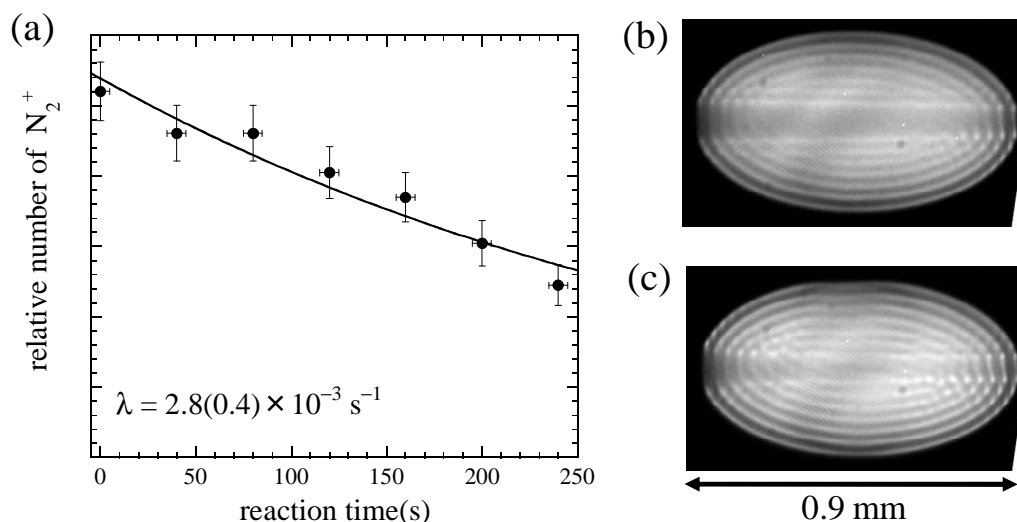 (a)
relative number of N₂⁺
λ = 2.8(0.4) × 10⁻³ s⁻¹
0 50 100 150 200 250
reaction time(s)
(b)
(c)
0.9 mm